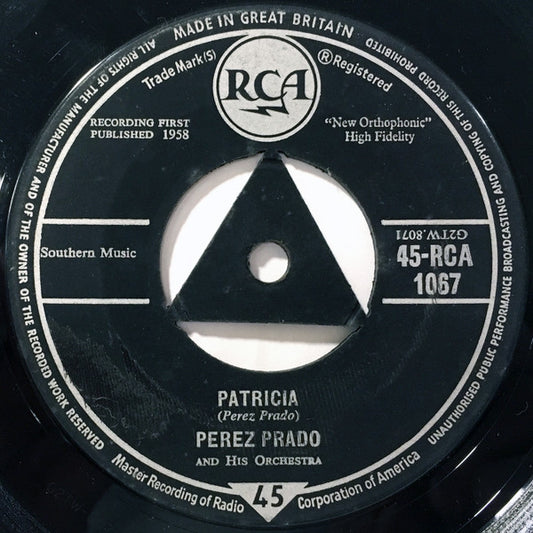 MADE IN GREAT BRITAIN
ALL RIGHTS OF THE MANUFACTURER AND OF THE OWNER OF THE RECORDED WORK RESERVED
UNAUTHORISED PUBLIC PERFORMANCE BROADCASTING AND COPYING OF THIS RECORD PROHIBITED
Trade Mark(S)
RCA
®Registered
RECORDING FIRST
PUBLISHED 1958
“New Orthophonic”
High Fidelity
Southern Music
G2TW.8071
45-RCA
1067
PATRICIA
(Perez Prado)
PEREZ PRADO
AND HIS ORCHESTRA
Master Recording of Radio
45
Corporation of America